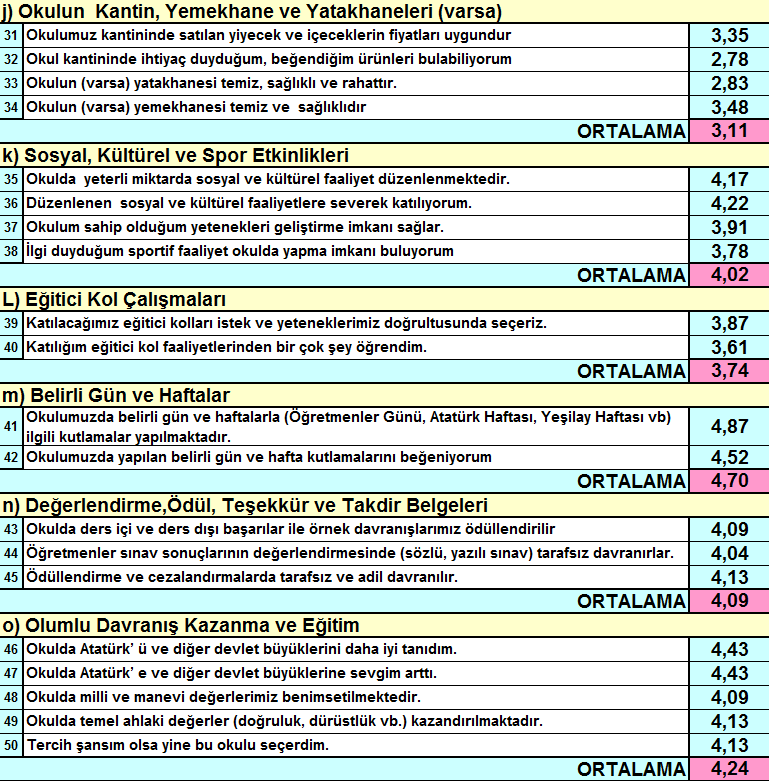 j) Okulun Kantin, Yemekhane ve Yatakhaneleri (varsa)
31 Okulumuz kantininde satılan yiyecek ve içeceklerin fiyatları uygundur 3,35
32 Okul kantininde ihtiyaç duyduğum, beğendiğim ürünleri bulabiliyorum 2,78
33 Okulun (varsa) yatakhanesi temiz, sağlıklı ve rahattır. 2,83
34 Okulun (varsa) yemekhanesi temiz ve sağlıklıdır 3,48
ORTALAMA 3,11
k) Sosyal, Kültürel ve Spor Etkinlikleri
35 Okulda yeterli miktarda sosyal ve kültürel faaliyet düzenlenmektedir. 4,17
36 Düzenlenen sosyal ve kültürel faaliyetlere severek katılıyorum. 4,22
37 Okulum sahip olduğum yetenekleri geliştirme imkanı sağlar. 3,91
38 İlgi duyduğum sportif faaliyet okulda yapma imkanı buluyorum 3,78
ORTALAMA 4,02
L) Eğitici Kol Çalışmaları
39 Katılacağımız eğitici kolları istek ve yeteneklerimiz doğrultusunda seçeriz. 3,87
40 Katılığım eğitici kol faaliyetlerinden bir çok şey öğrendim. 3,61
ORTALAMA 3,74
m) Belirli Gün ve Haftalar
41 Okulumuzda belirli gün ve haftalarla (Öğretmenler Günü, Atatürk Haftası, Yeşilay Haftası vb) 4,87
ilgili kutlamalar yapılmaktadır.
42 Okulumuzda yapılan belirli gün ve hafta kutlamalarını beğeniyorum 4,52
ORTALAMA 4,70
n) Değerlendirme,Ödül, Teşekkür ve Takdir Belgeleri
43 Okulda ders içi ve ders dışı başarılar ile örnek davranışlarımız ödüllendirilir 4,09
44 Öğretmenler sınav sonuçlarının değerlendirmesinde (sözlü, yazılı sınav) tarafsız davranırlar. 4,04
45 Ödüllendirme ve cezalandırmalarda tarafsız ve adil davranılır. 4,13
ORTALAMA 4,09
o) Olumlu Davranış Kazanma ve Eğitim
46 Okulda Atatürk’ ü ve diğer devlet büyüklerini daha iyi tanıdım. 4,43
47 Okulda Atatürk’ e ve diğer devlet büyüklerine sevgim arttı. 4,43
48 Okulda milli ve manevi değerlerimiz benimsetilmektedir. 4,09
49 Okulda temel ahlaki değerler (doğruluk, dürüstlük vb.) kazandırılmaktadır. 4,13
50 Tercih şansım olsa yine bu okulu seçerdim. 4,13
ORTALAMA 4,24